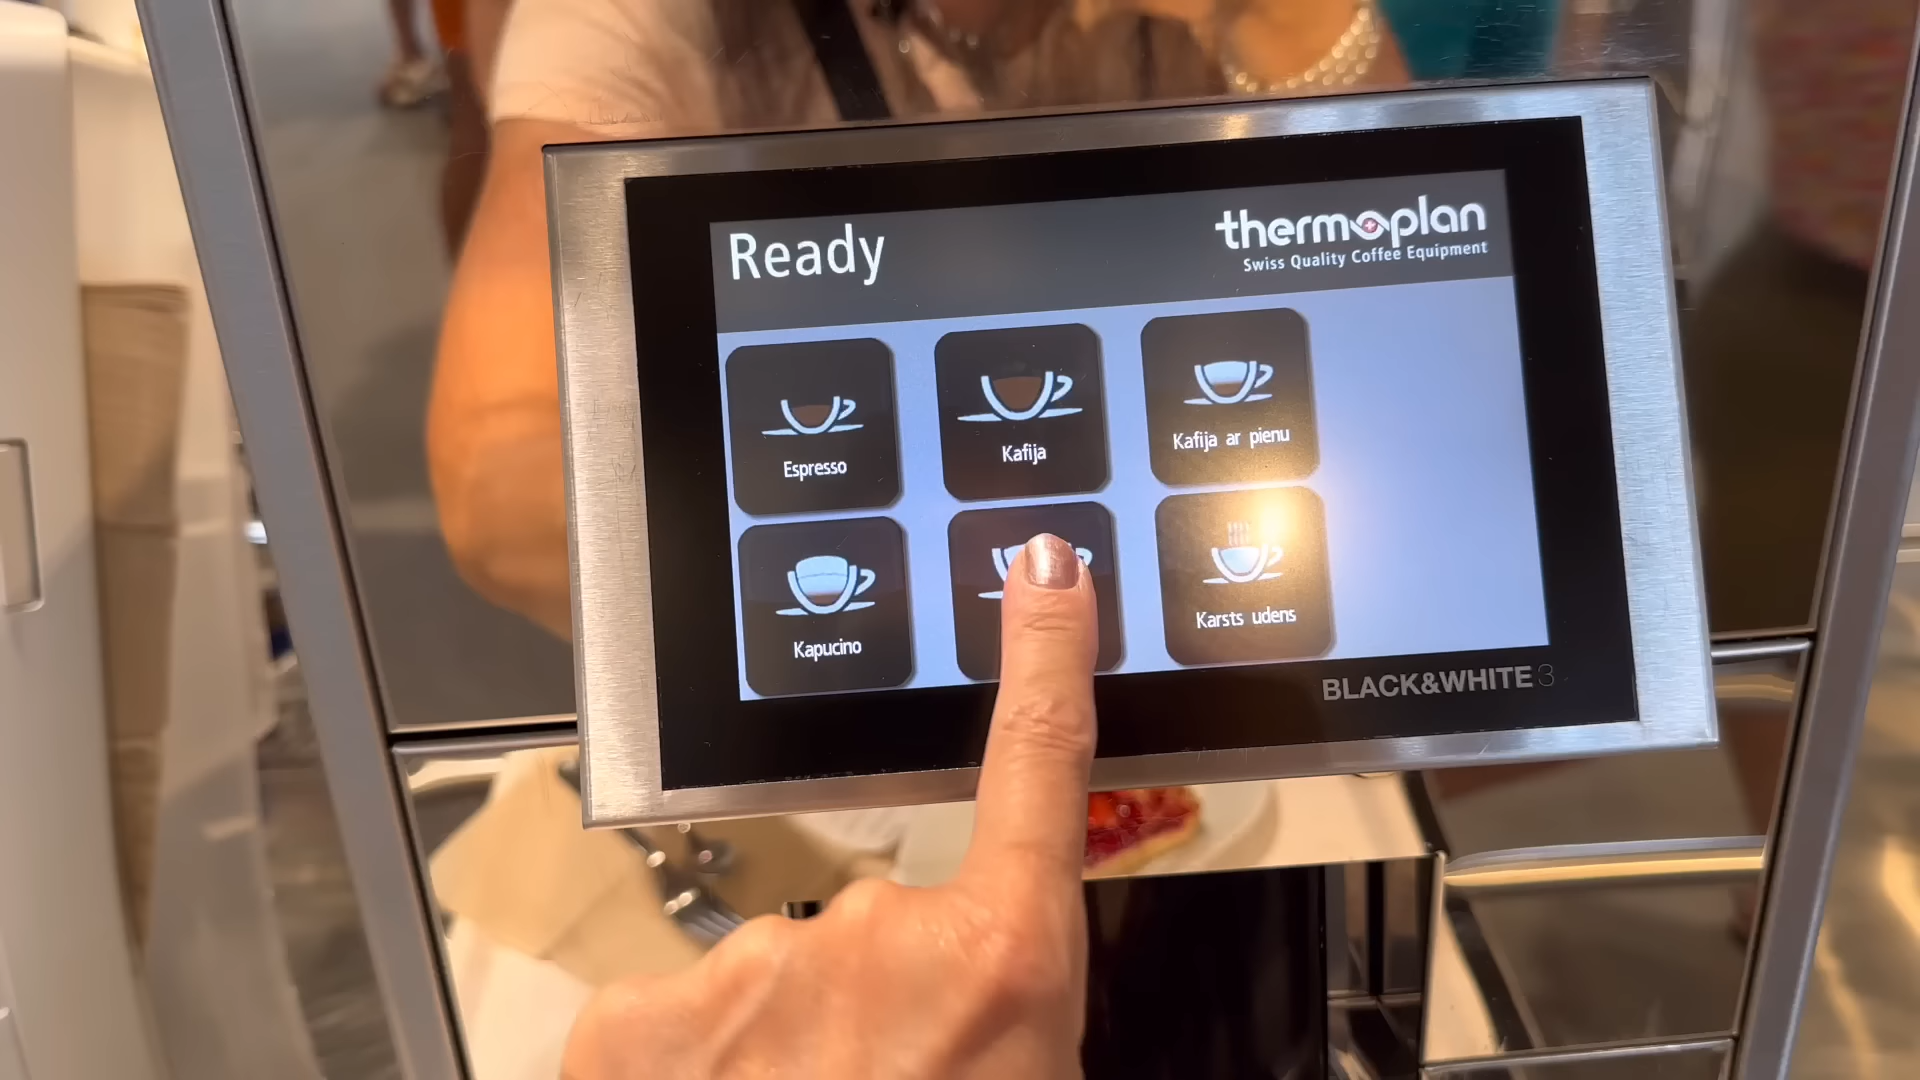 Ready
thermoplan
Swiss Quality Coffee Equipment
Espresso
Kafija
Kafija ar pienu
Kapucino
Karsts udens
BLACK&WHITE3